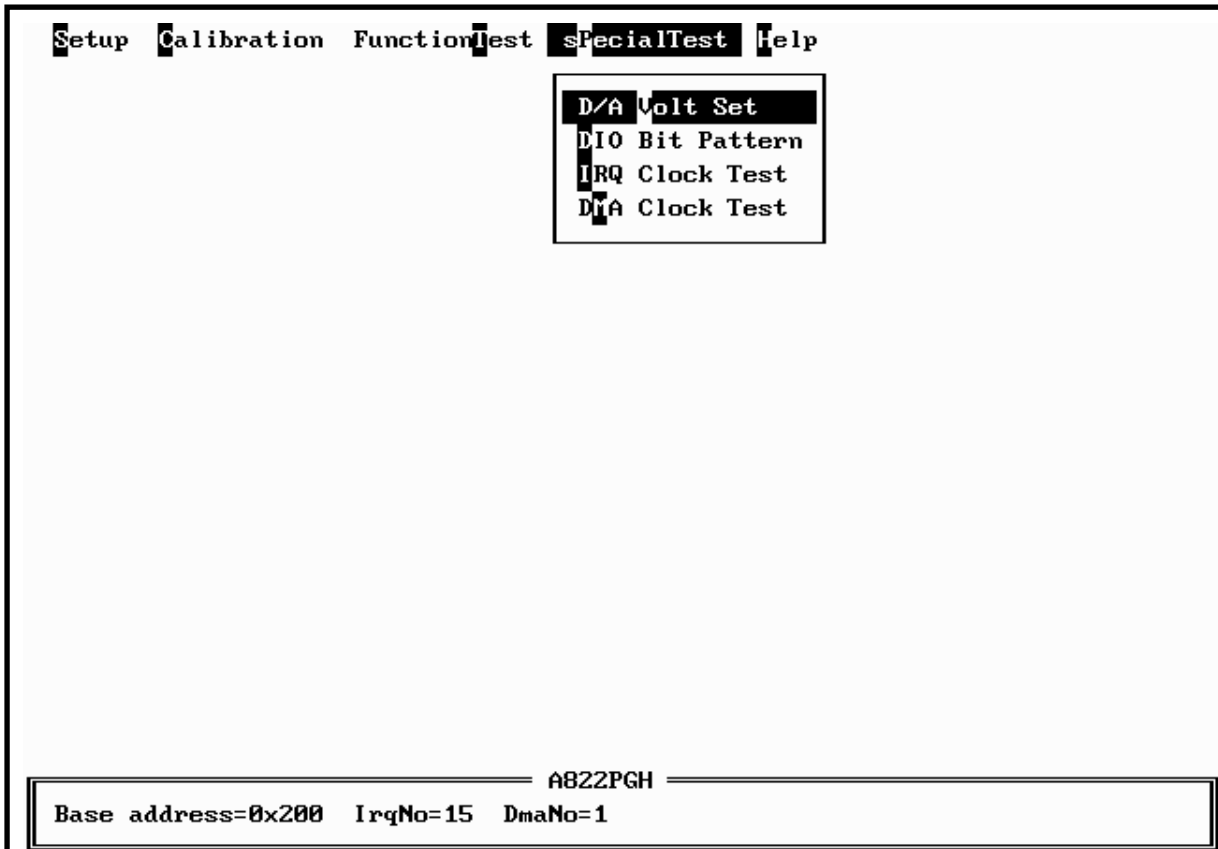 Setup Calibration FunctionTest sPecialTest Help
D/A Volt Set
DIO Bit Pattern
IRQ Clock Test
DMA Clock Test
A822PGH
Base address=0x200 IrqNo=15 DmaNo=1